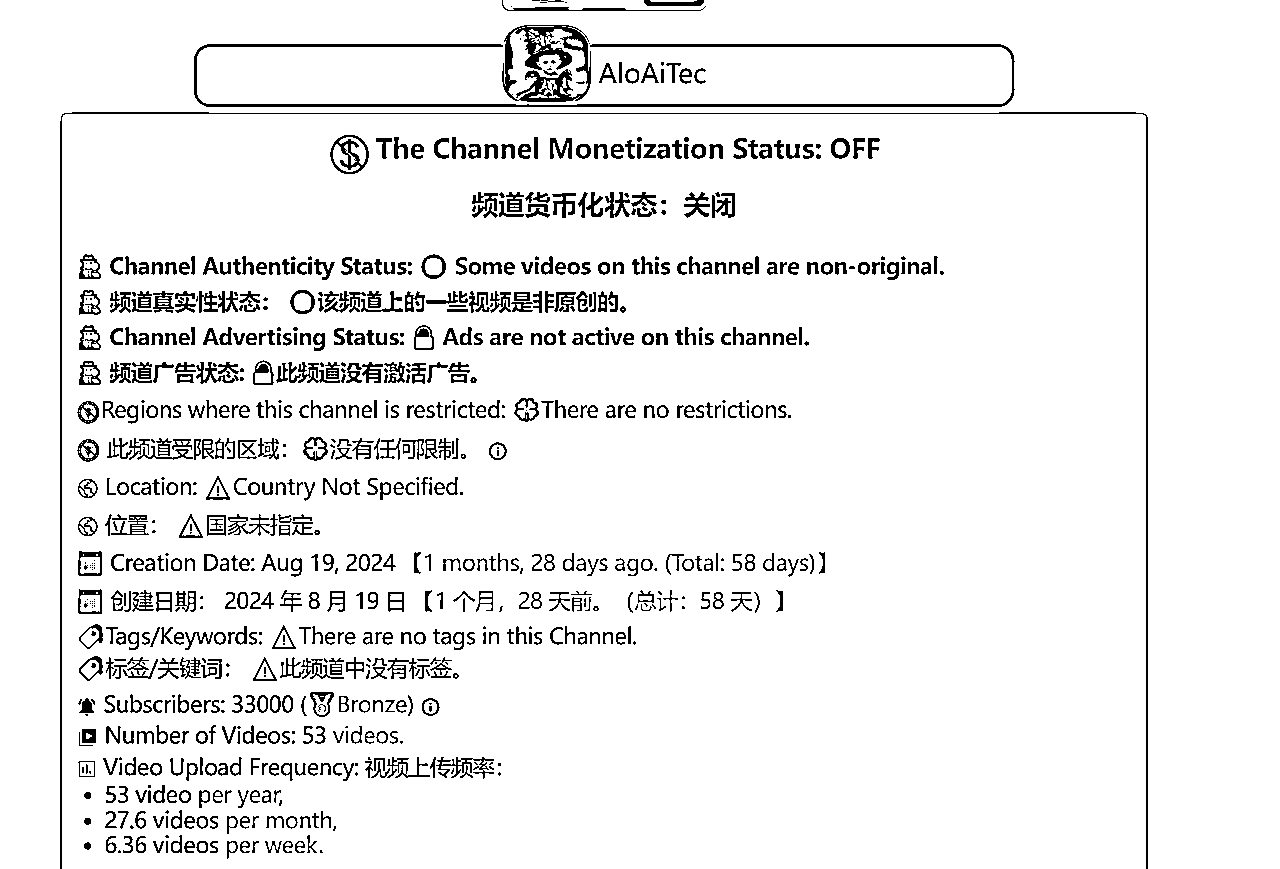 AloAiTec
The Channel Monetization Status: OFF
频道货币化状态：关闭
Channel Authenticity Status: Some videos on this channel are non-original.
频道真实性状态： 该频道上的一些视频是非原创的。
Channel Advertising Status: Ads are not active on this channel.
频道广告状态: 此频道没有激活广告。
Regions where this channel is restricted: There are no restrictions.
此频道受限的区域： 没有任何限制。
Location: Country Not Specified.
位置： 国家未指定。
Creation Date: Aug 19, 2024 【1 months, 28 days ago. (Total: 58 days)】
创建日期： 2024 年 8 月 19 日 【1 个月，28 天前。（总计：58 天）】
Tags/Keywords: There are no tags in this Channel.
标签/关键词： 此频道中没有标签。
Subscribers: 33000 (Bronze)
Number of Videos: 53 videos.
Video Upload Frequency: 视频上传频率：
• 53 video per year,
• 27.6 videos per month,
• 6.36 videos per week.